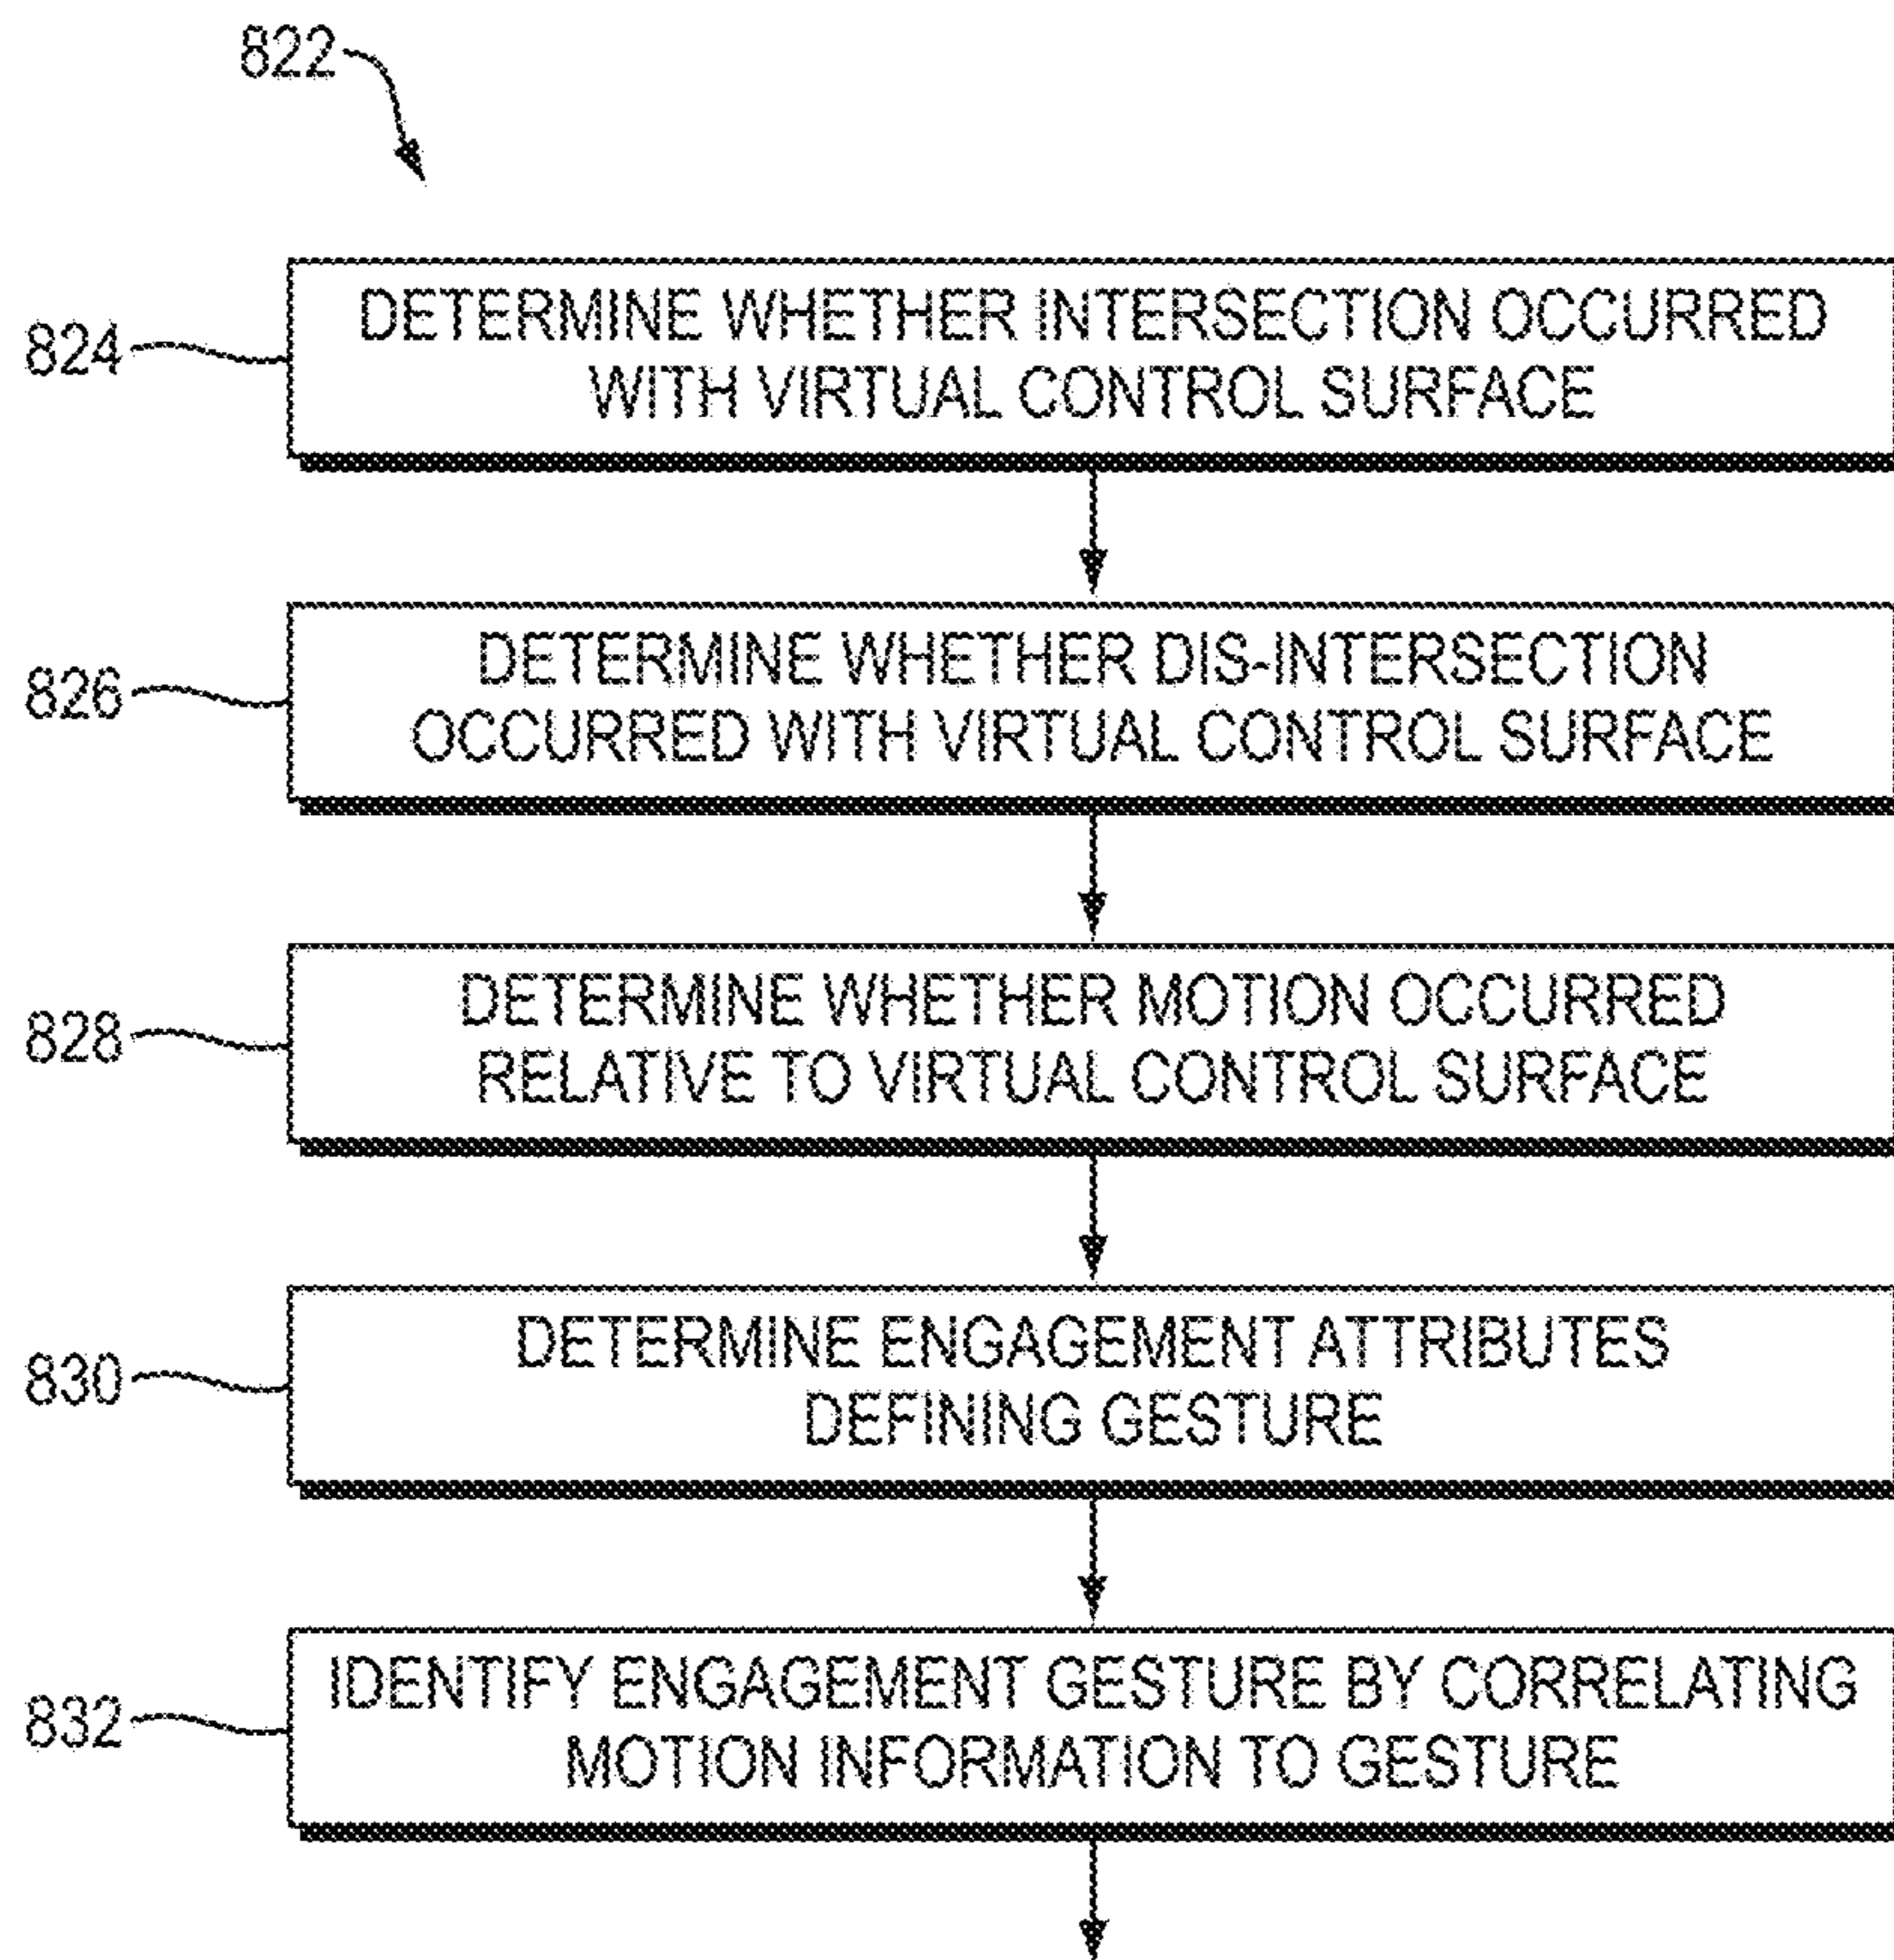 822
824
DETERMINE WHETHER INTERSECTION OCCURRED
WITH VIRTUAL CONTROL SURFACE
826
DETERMINE WHETHER DIS-INTERSECTION
OCCURRED WITH VIRTUAL CONTROL SURFACE
828
DETERMINE WHETHER MOTION OCCURRED
RELATIVE TO VIRTUAL CONTROL SURFACE
830
DETERMINE ENGAGEMENT ATTRIBUTES
DEFINING GESTURE
832
IDENTIFY ENGAGEMENT GESTURE BY CORRELATING
MOTION INFORMATION TO GESTURE